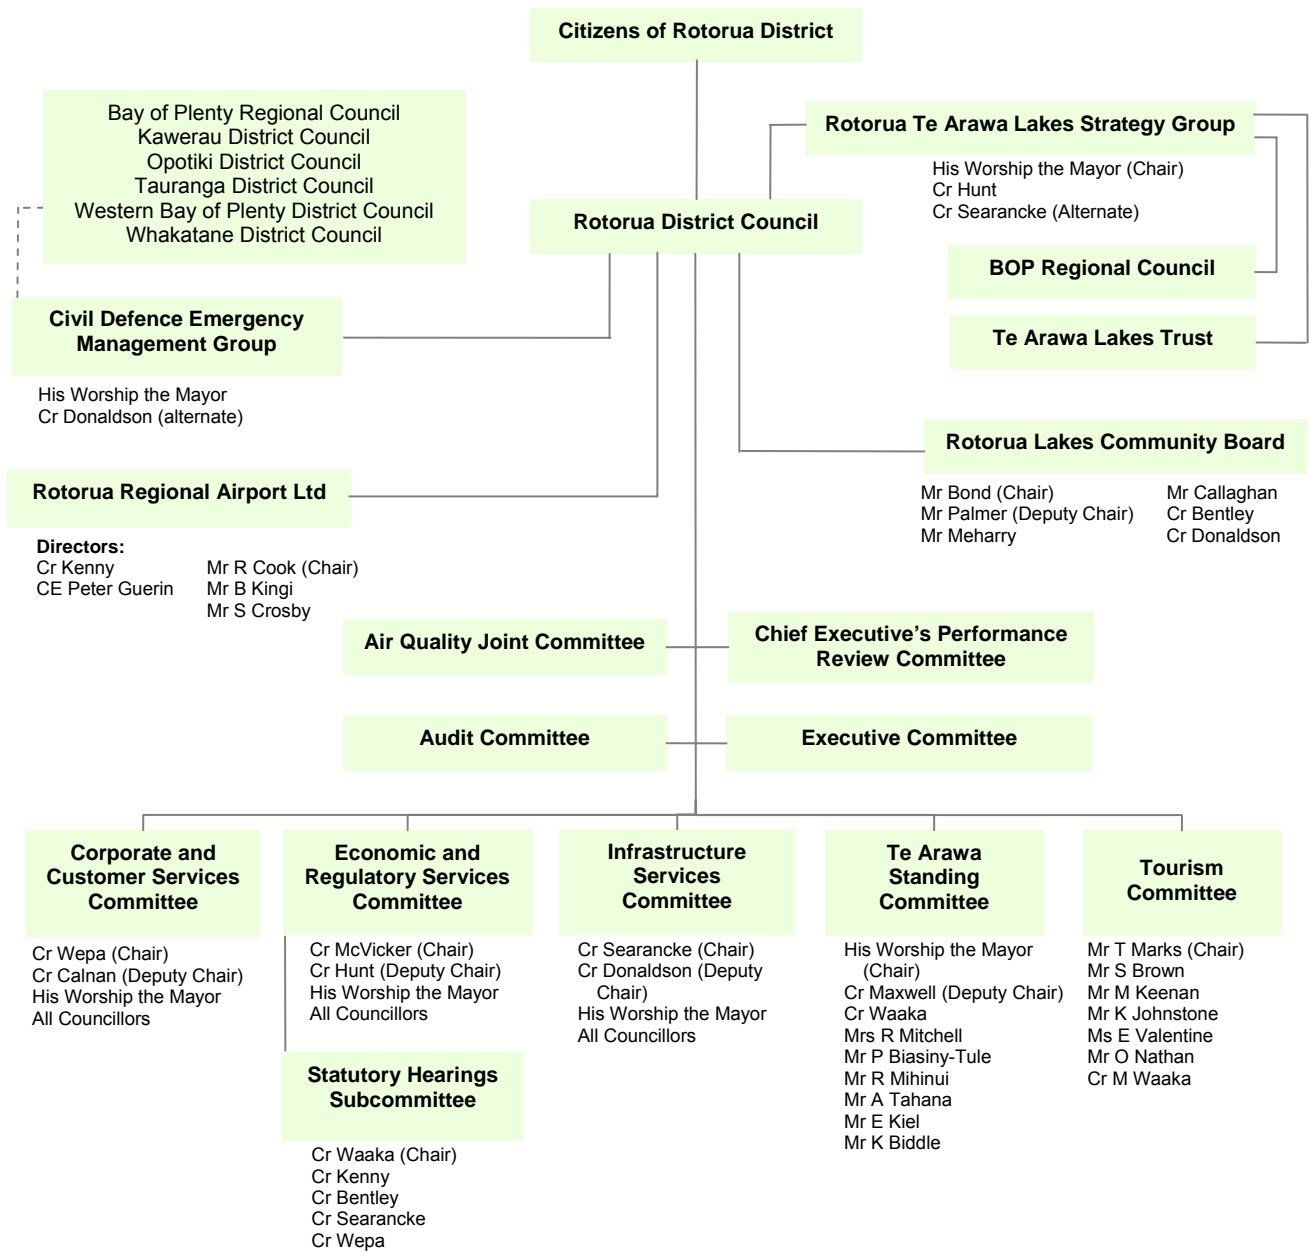 Citizens of Rotorua District
Bay of Plenty Regional Council
Kawerau District Council
Opotiki District Council
Tauranga District Council
Western Bay of Plenty District Council
Whakatane District Council
Rotorua Te Arawa Lakes Strategy Group
His Worship the Mayor (Chair)
Cr Hunt
Cr Searancke (Alternate)
Rotorua District Council
BOP Regional Council
Te Arawa Lakes Trust
Civil Defence Emergency
Management Group
His Worship the Mayor
Cr Donaldson (alternate)
Rotorua Lakes Community Board
Mr Bond (Chair)
Mr Palmer (Deputy Chair)
Mr Meharry
Mr Callaghan
Cr Bentley
Cr Donaldson
Rotorua Regional Airport Ltd
Directors:
Cr Kenny
CE Peter Guerin
Mr R Cook (Chair)
Mr B Kingi
Mr S Crosby
Air Quality Joint Committee
Chief Executive’s Performance
Review Committee
Audit Committee
Executive Committee
Corporate and
Customer Services
Committee
Cr Wepa (Chair)
Cr Calnan (Deputy Chair)
His Worship the Mayor
All Councillors
Economic and
Regulatory Services
Committee
Cr McVicker (Chair)
Cr Hunt (Deputy Chair)
His Worship the Mayor
All Councillors
Statutory Hearings
Subcommittee
Cr Waaka (Chair)
Cr Kenny
Cr Bentley
Cr Searancke
Cr Wepa
Infrastructure
Services
Committee
Cr Searancke (Chair)
Cr Donaldson (Deputy
Chair)
His Worship the Mayor
All Councillors
Te Arawa
Standing
Committee
His Worship the Mayor
(Chair)
Cr Maxwell (Deputy Chair)
Cr Waaka
Mrs R Mitchell
Mr P Biasiny-Tule
Mr R Mihinui
Mr A Tahana
Mr E Kiel
Mr K Biddle
Tourism
Committee
Mr T Marks (Chair)
Mr S Brown
Mr M Keenan
Mr K Johnstone
Ms E Valentine
Mr O Nathan
Cr M Waaka